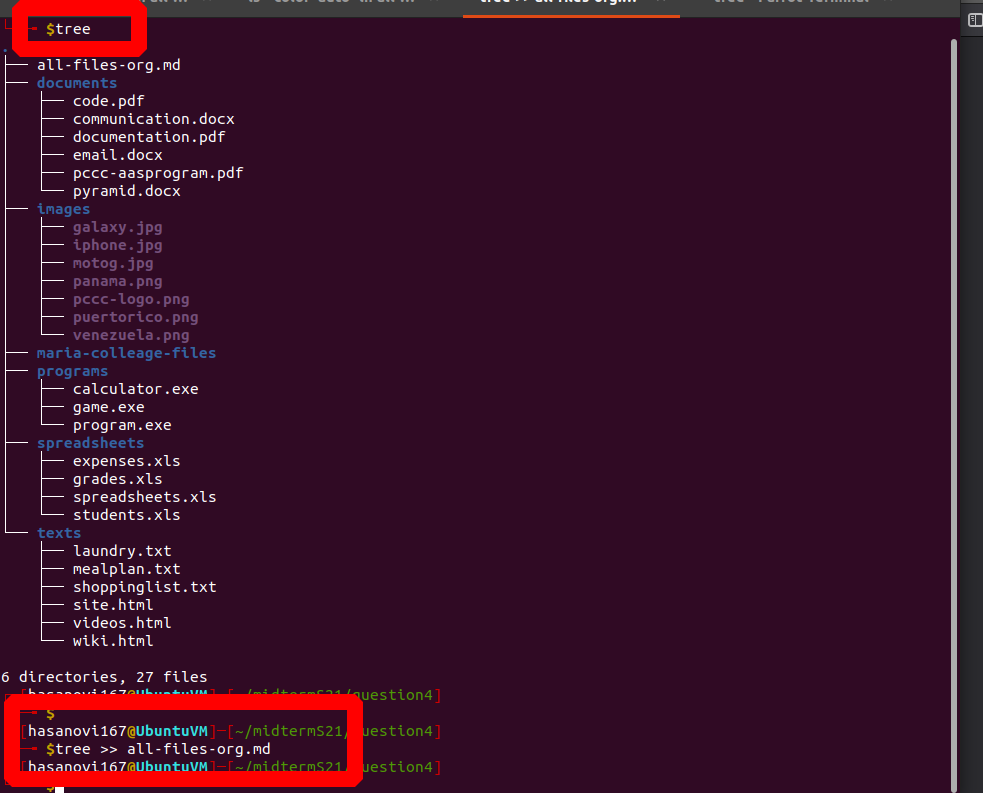 $tree
.
├── all-files-org.md
├── documents
│   ├── code.pdf
│   ├── communication.docx
│   ├── documentation.pdf
│   ├── email.docx
│   ├── pccc-aasprogram.pdf
│   └── pyramid.docx
├── images
│   ├── galaxy.jpg
│   ├── iphone.jpg
│   ├── motog.jpg
│   ├── panama.png
│   ├── pccc-logo.png
│   ├── puertorico.png
│   └── venezuela.png
├── maria-colleage-files
├── programs
│   ├── calculator.exe
│   ├── game.exe
│   └── program.exe
├── spreadsheets
│   ├── expenses.xls
│   ├── grades.xls
│   ├── spreadsheets.xls
│   └── students.xls
└── texts
    ├── laundry.txt
    ├── mealplan.txt
    ├── shoppinglist.txt
    ├── site.html
    ├── videos.html
    └── wiki.html
6 directories, 27 files
[hasanovi167@UbuntuVM]─[~/midtermS21/question4]
$
[hasanovi167@UbuntuVM]─[~/midtermS21/question4]
$tree >> all-files-org.md
[hasanovi167@UbuntuVM]─[~/midtermS21/question4]
$